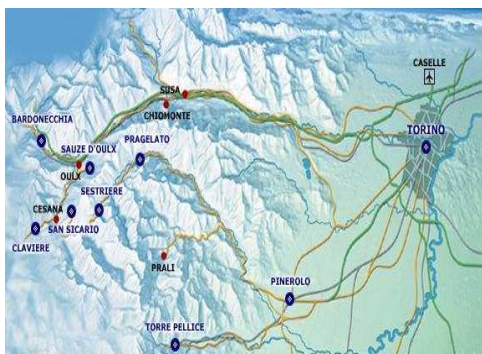 CASELLE
SUSA
CHIOMONTE
BARDONECCHIA
TORINO
SAUZE D'OULX
PRAGELATO
OULX
SESTRIERE
CESANA
SAN SICARIO
CLAVIERE
PRALI
PINEROLO
TORRE PELLICE